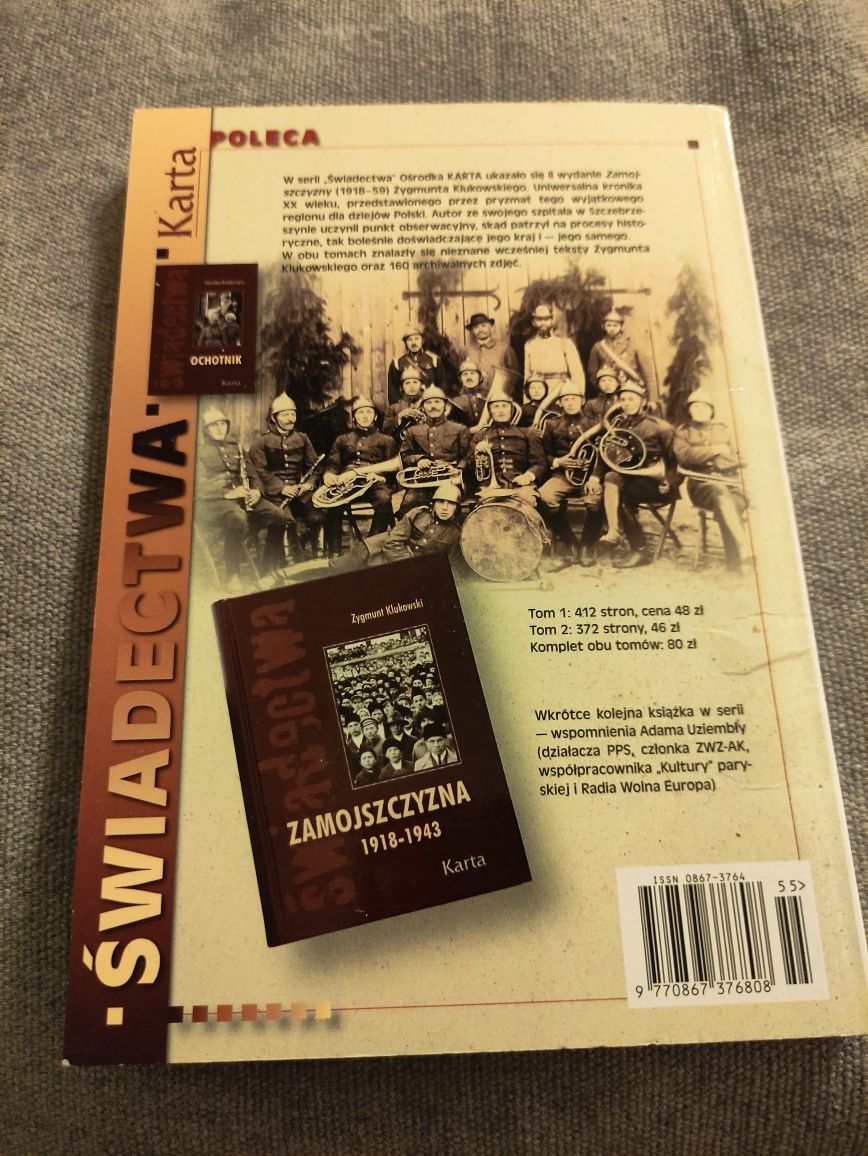 POLECA
Karta
W serii „Świadectwa" Ośrodka KARTA ukazało się II wydanie Zamoj-
szczyzny (1918–59) Zygmunta Klukowskiego. Uniwersalna kronika
XX wieku, przedstawionego przez pryzmat tego wyjątkowego
regionu dla dziejów Polski. Autor ze swojego szpitala w Szczebrze-
szynie uczynił punkt obserwacyjny, skąd patrzył na procesy histo-
ryczne, tak boleśnie doświadczające jego kraj i — jego samego.
W obu tomach znalazły się nieznane wcześniej teksty Zygmunta
Klukowskiego oraz 160 archiwalnych zdjęć.
Świadectwa
OCHOTNIK
Karta
ŚWIADECTWA
Świadectwa
Zygmunt Klukowski
ZAMOJSZCZYZNA
1918-1943
Karta
Tom 1: 412 stron, cena 48 zł
Tom 2: 372 strony, 46 zł
Komplet obu tomów: 80 zł
Wkrótce kolejna książka w serii
— wspomnienia Adama Uziembły
(działacza PPS, członka ZWZ-AK,
współpracownika „Kultury" pary-
skiej i Radia Wolna Europa)
ISSN 0867-3764
55>
9 770867 376808